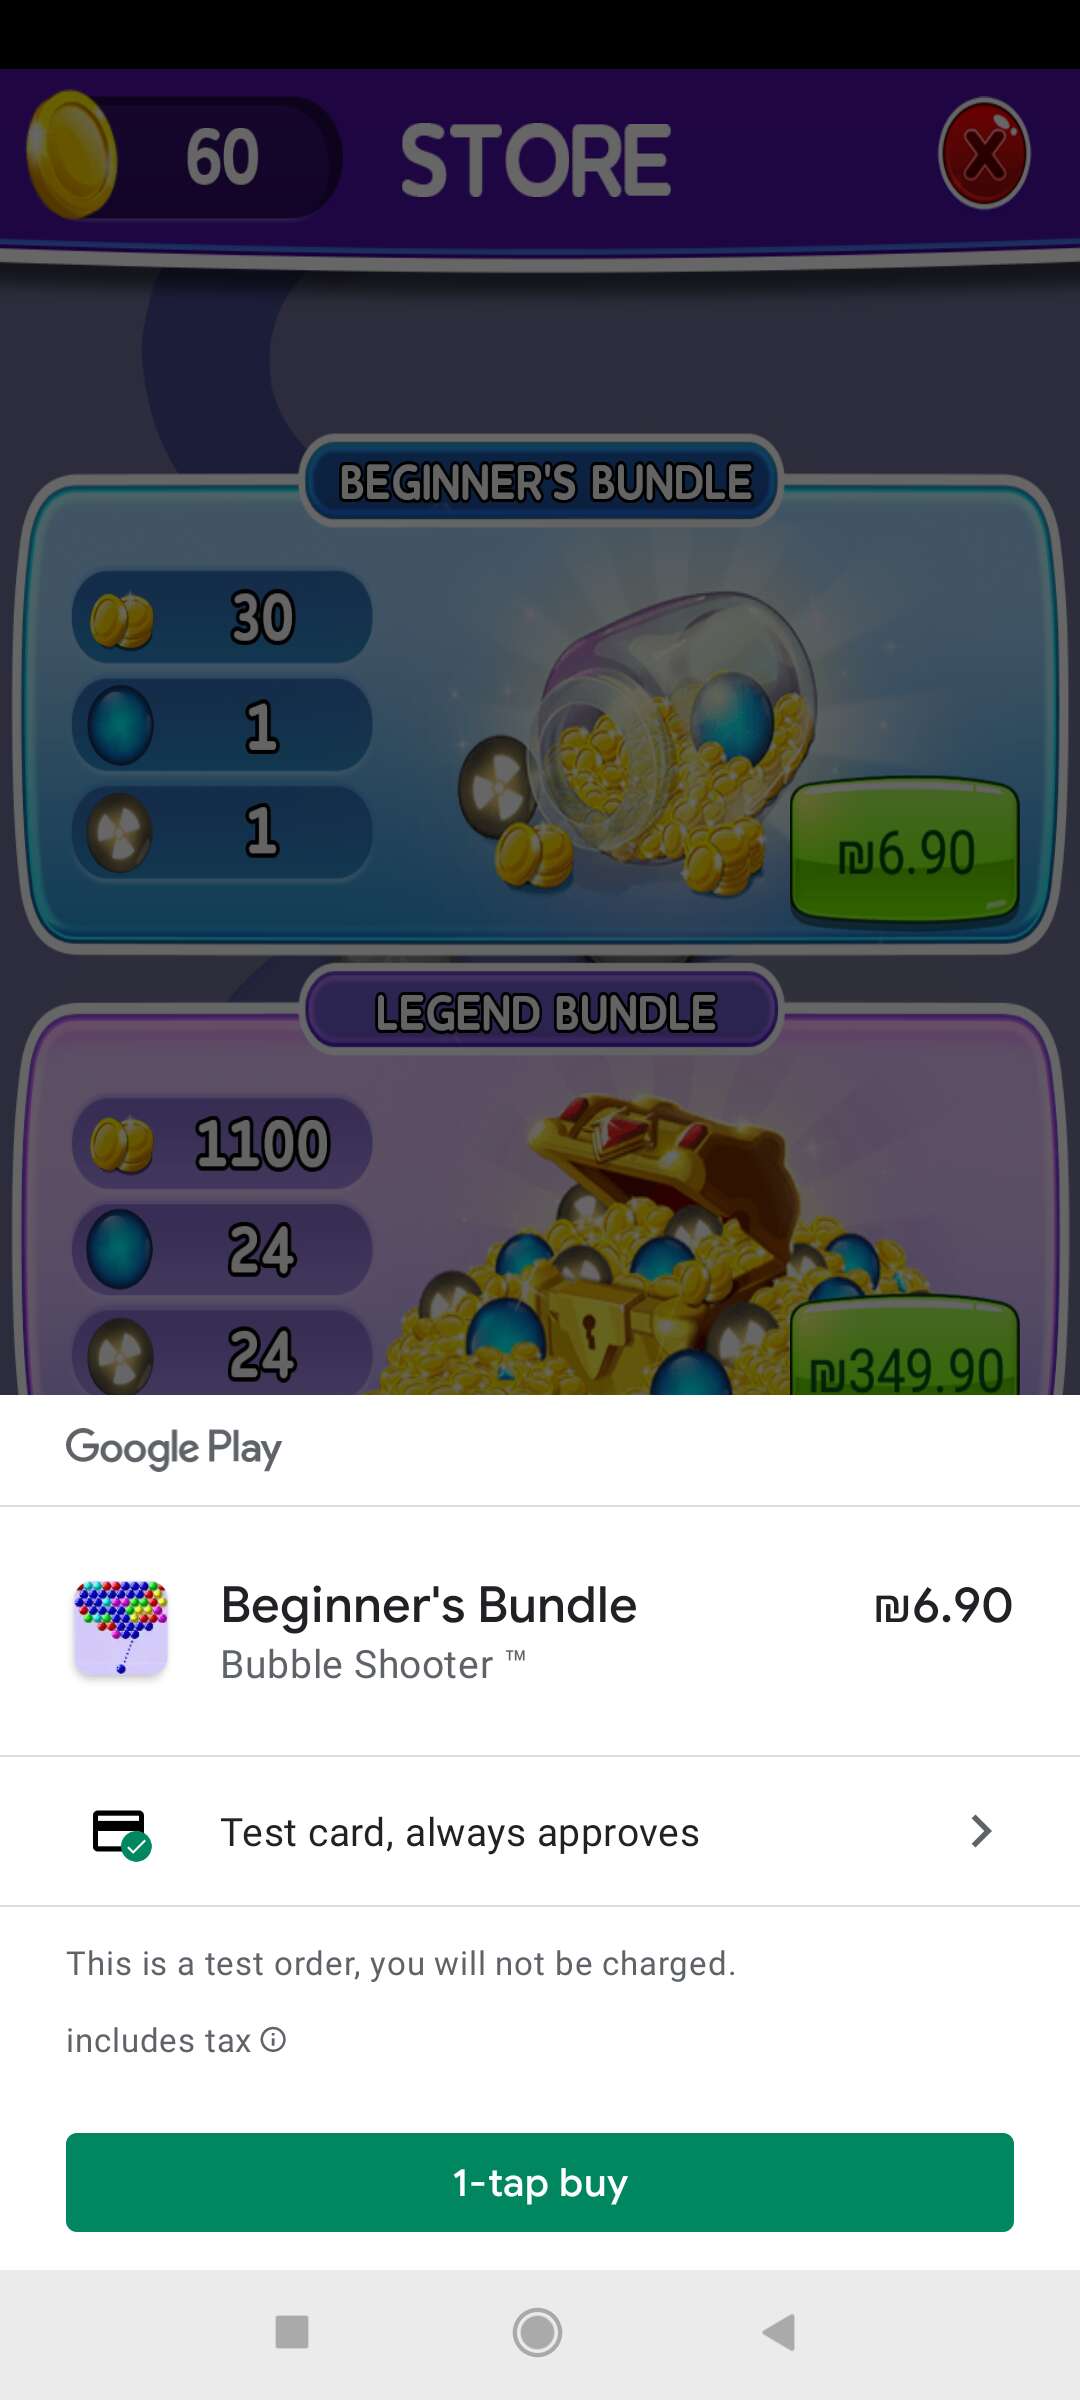 60
STORE
X
BEGINNER'S BUNDLE
30
1
1
₪6.90
LEGEND BUNDLE
1100
24
24
₪349.90
Google Play
Beginner's Bundle
₪6.90
Bubble Shooter ™
Test card, always approves
This is a test order, you will not be charged.
includes tax
1-tap buy